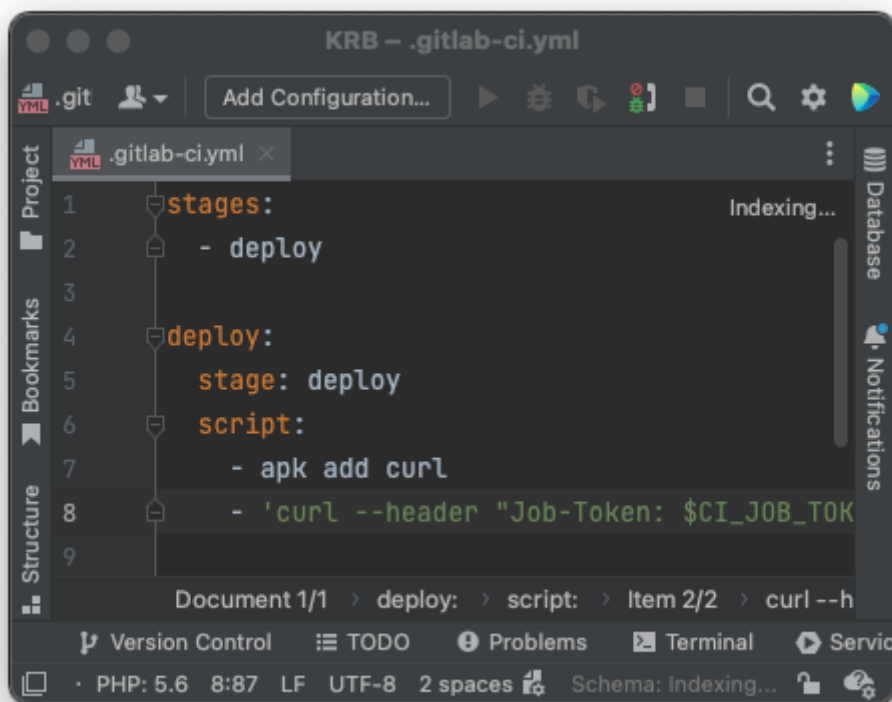 KRB – .gitlab-ci.yml
YML .git Add Configuration...
YML .gitlab-ci.yml
Project
Bookmarks
Structure
1 stages:
2 - deploy
3
4 deploy:
5 stage: deploy
6 script:
7 - apk add curl
8 - 'curl --header "Job-Token: $CI_JOB_TOK
9
Indexing...
Database
Notifications
Document 1/1 > deploy: > script: > Item 2/2 > curl --h
Version Control TODO Problems Terminal Servic
PHP: 5.6 8:87 LF UTF-8 2 spaces Schema: Indexing...